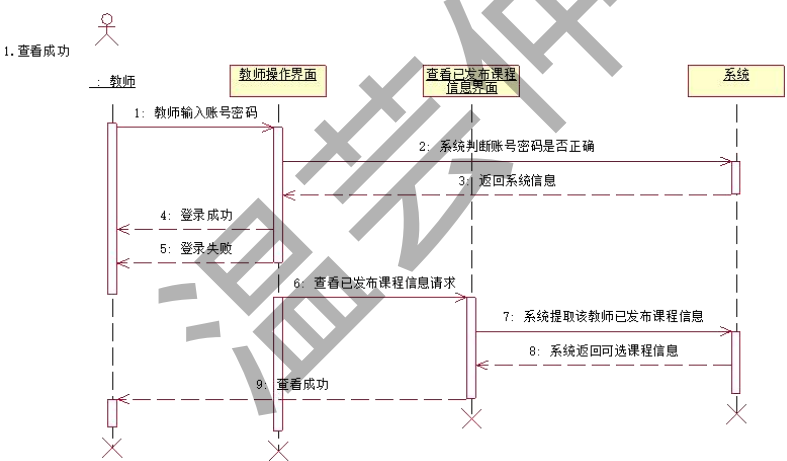 1.查看成功
: 教师
教师操作界面
查看已发布课程
信息界面
系统
1: 教师输入账号密码
2: 系统判断账号密码是否正确
3: 返回系统信息
4: 登录成功
5: 登录失败
6: 查看已发布课程信息请求
7: 系统提取该教师已发布课程信息
8: 系统返回可选课程信息
9: 查看成功
温芸仟